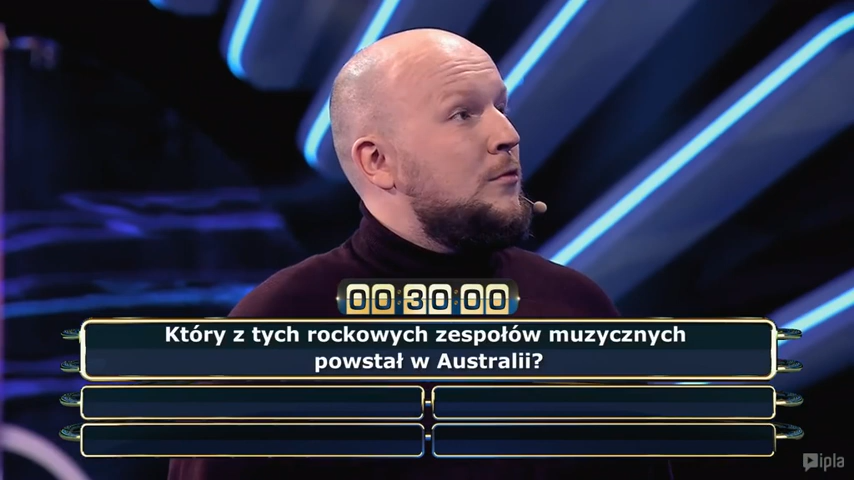 00:30:00
Który z tych rockowych zespołów muzycznych
powstał w Australii?
ipla